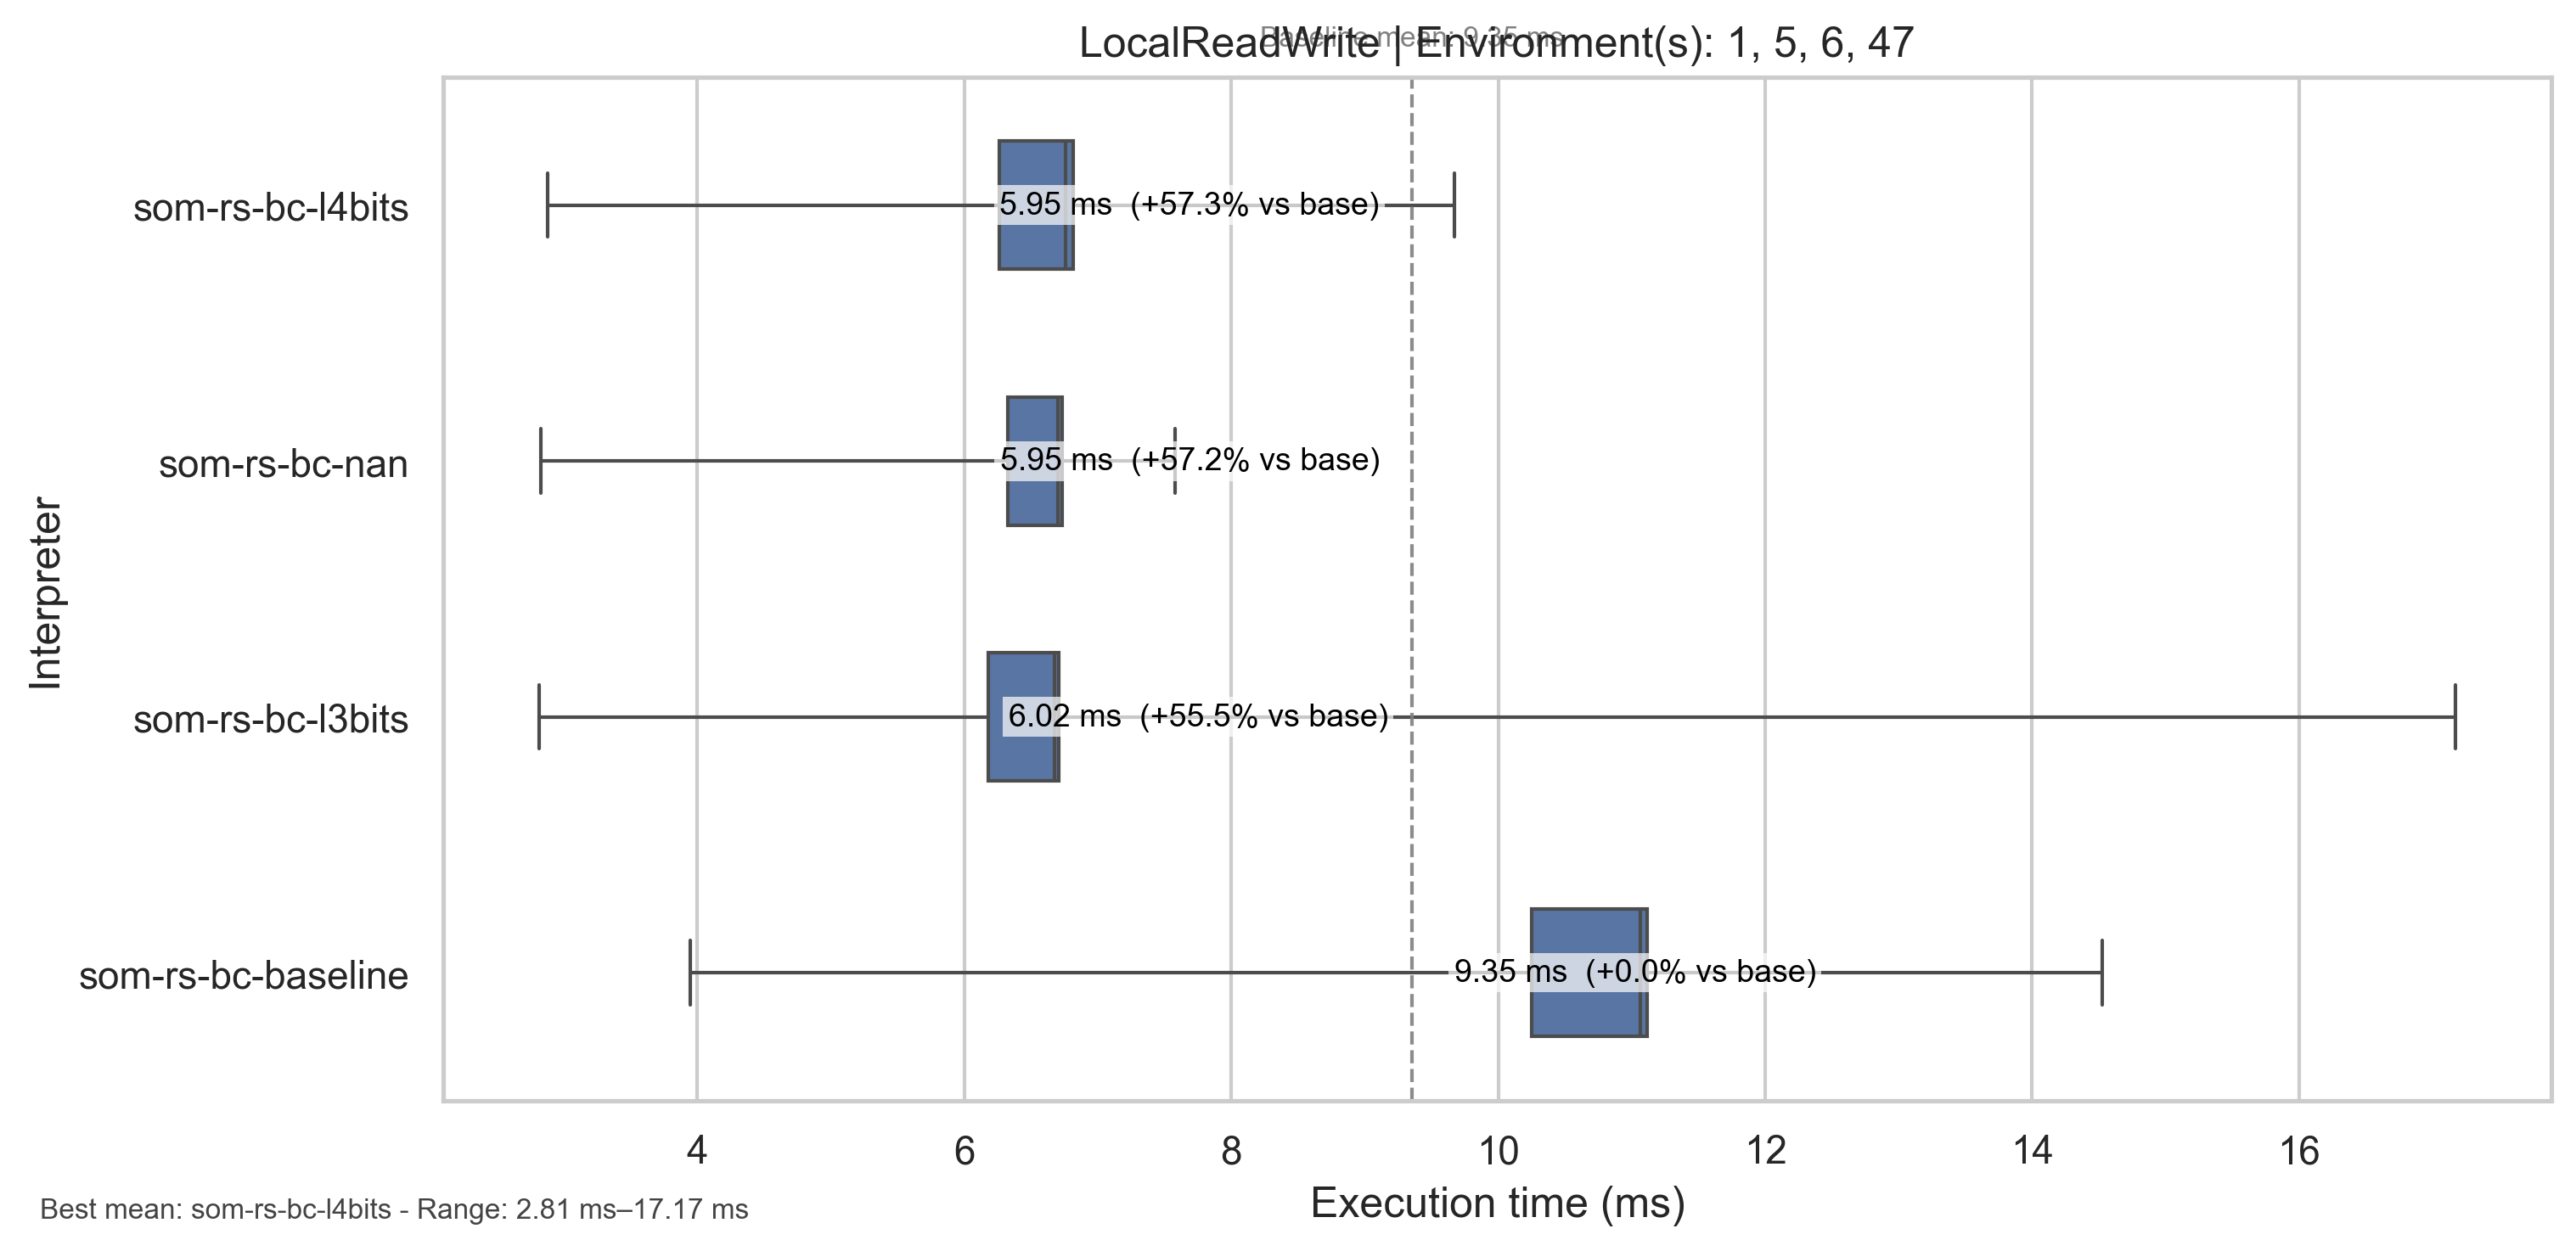 Baseline mean: 9.35 ms
LocalReadWrite | Environment(s): 1, 5, 6, 47
Interpreter
som-rs-bc-l4bits
5.95 ms  (+57.3% vs base)
som-rs-bc-nan
5.95 ms  (+57.2% vs base)
som-rs-bc-l3bits
6.02 ms  (+55.5% vs base)
som-rs-bc-baseline
9.35 ms  (+0.0% vs base)
4 6 8 10 12 14 16
Execution time (ms)
Best mean: som-rs-bc-l4bits - Range: 2.81 ms–17.17 ms